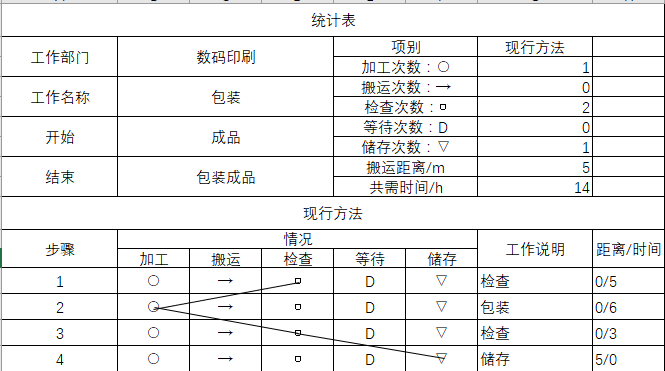 统计表
工作部门 数码印刷 项别 现行方法
加工次数：○ 1
工作名称 包装 搬运次数：→ 0
检查次数：▫ 2
开始 成品 等待次数：D 0
储存次数：▽ 1
结束 包装成品 搬运距离/m 5
共需时间/h 14
现行方法
步骤 情况 工作说明 距离/时间
加工 搬运 检查 等待 储存
1 ○ → ▫ D ▽ 检查 0/5
2 ○ → ▫ D ▽ 包装 0/6
3 ○ → ▫ D ▽ 检查 0/3
4 ○ → ▫ D ▽ 储存 5/0